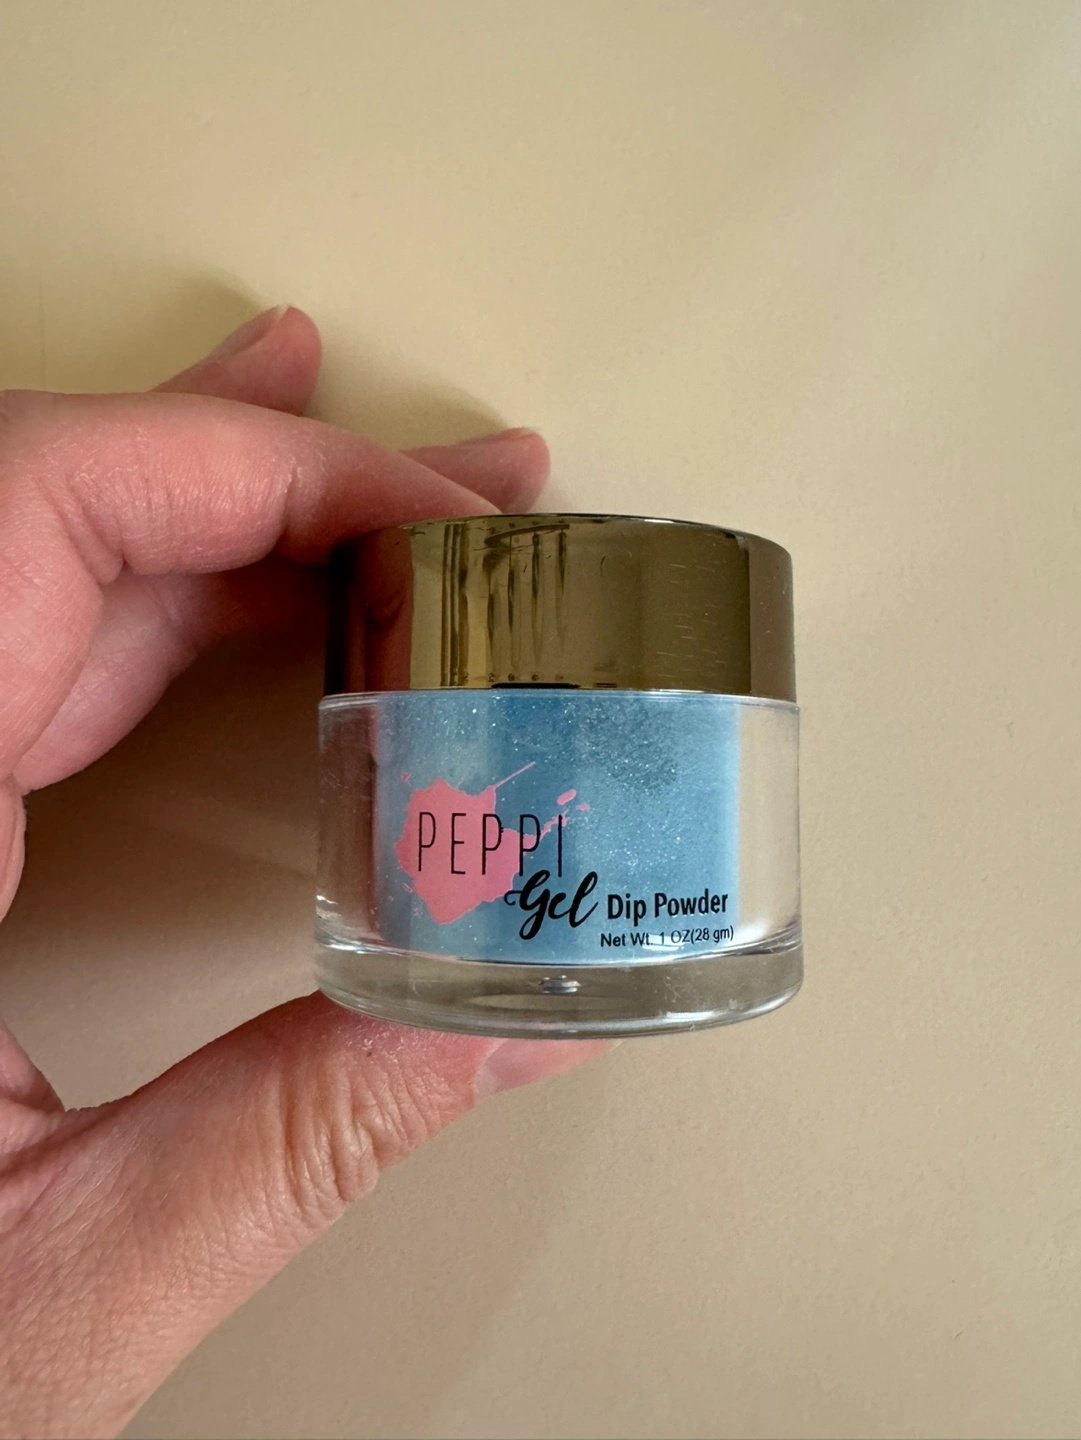 PEPPI
Gel Dip Powder
Net Wt. 1 OZ(28 gm)